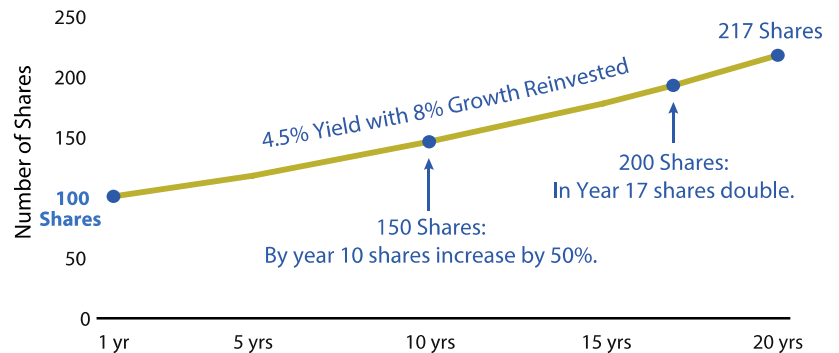 250
217 Shares
200
4.5% Yield with 8% Growth Reinvested
Number of Shares
150
200 Shares:
In Year 17 shares double.
100
Shares
150 Shares:
By year 10 shares increase by 50%.
50
0
1 yr
5 yrs
10 yrs
15 yrs
20 yrs